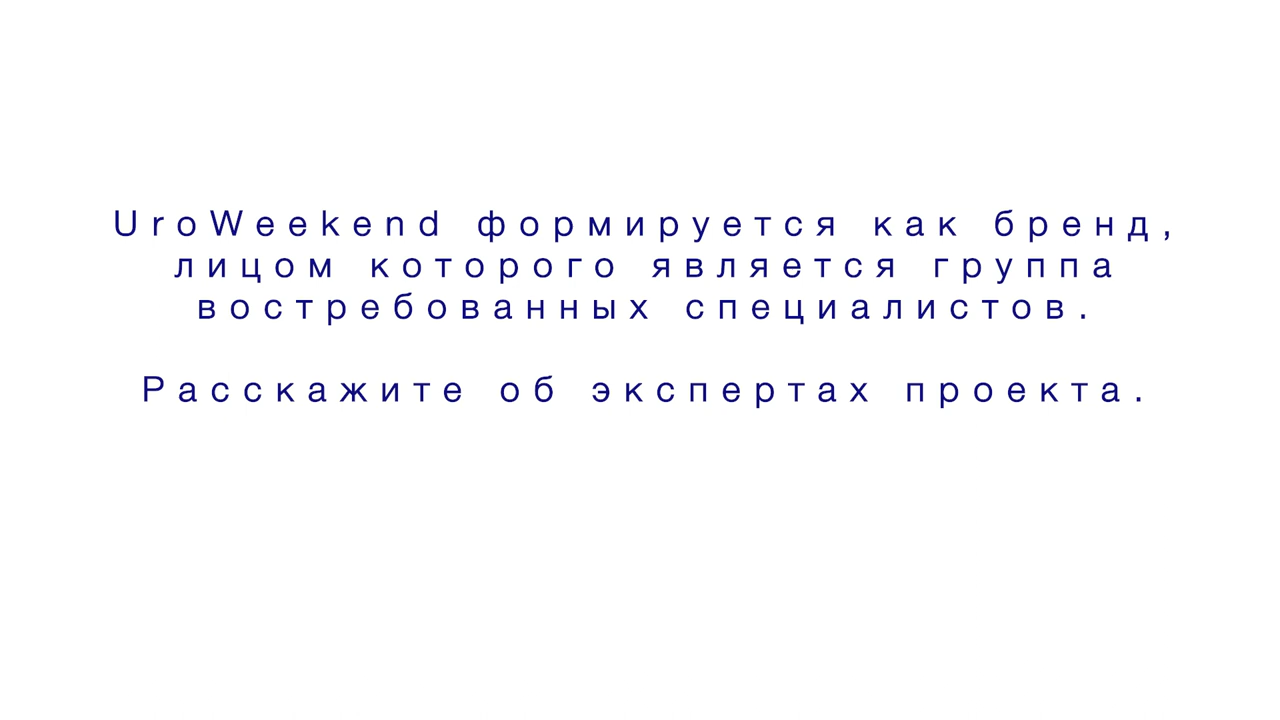 UroWeekend формируется как бренд,
лицом которого является группа
востребованных специалистов.
Расскажите об экспертах проекта.